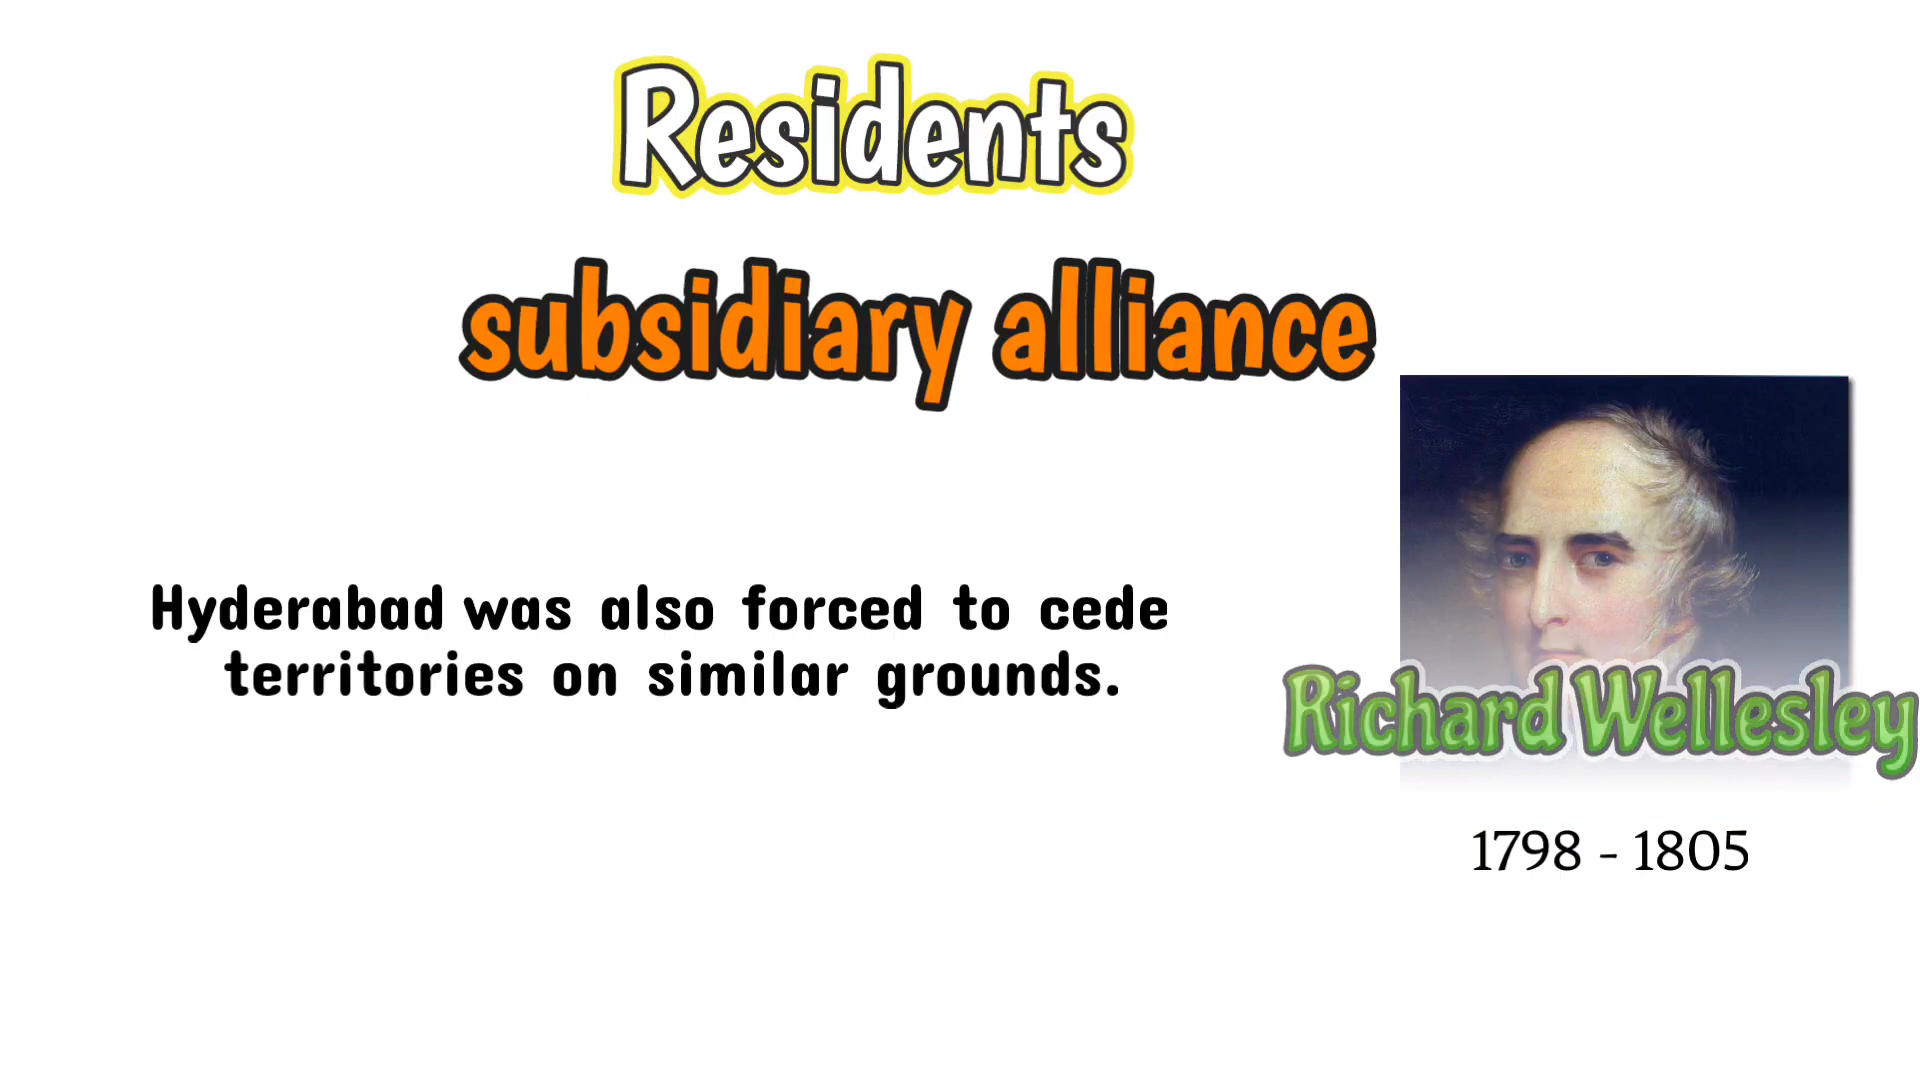 Residents
subsidiary alliance
Hyderabad was also forced to cede
territories on similar grounds.
Richard Wellesley
1798 - 1805